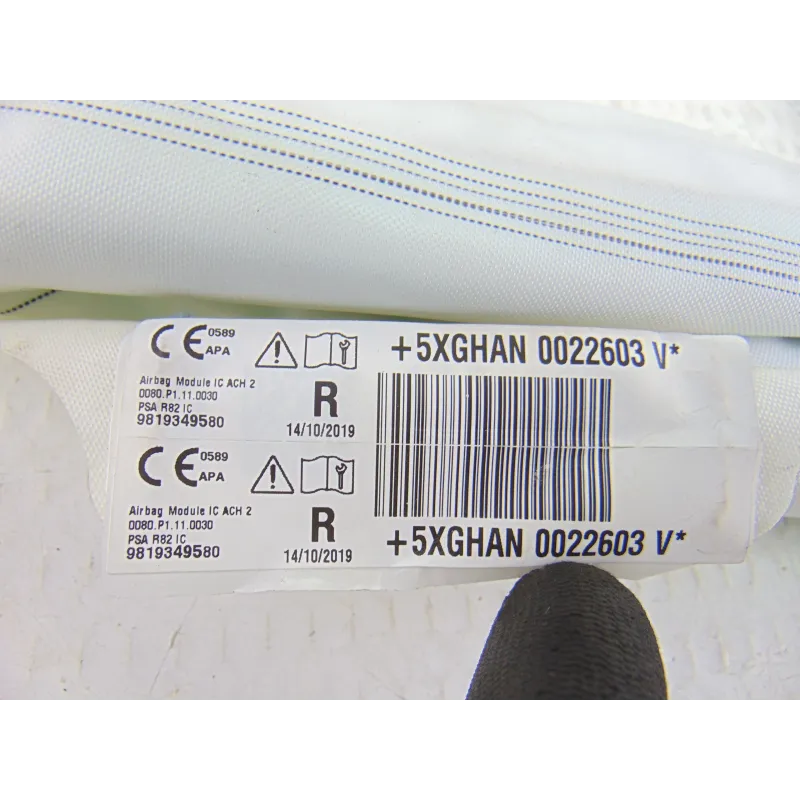 CE 0589
APA
+5XGHAN 0022603 V*
Airbag Module IC ACH 2
0080.P1.11.0030
PSA R82 IC
9819349580
R
14/10/2019
CE 0589
APA
Airbag Module IC ACH 2
0080.P1.11.0030
PSA R82 IC
9819349580
R
14/10/2019
+5XGHAN 0022603 V*